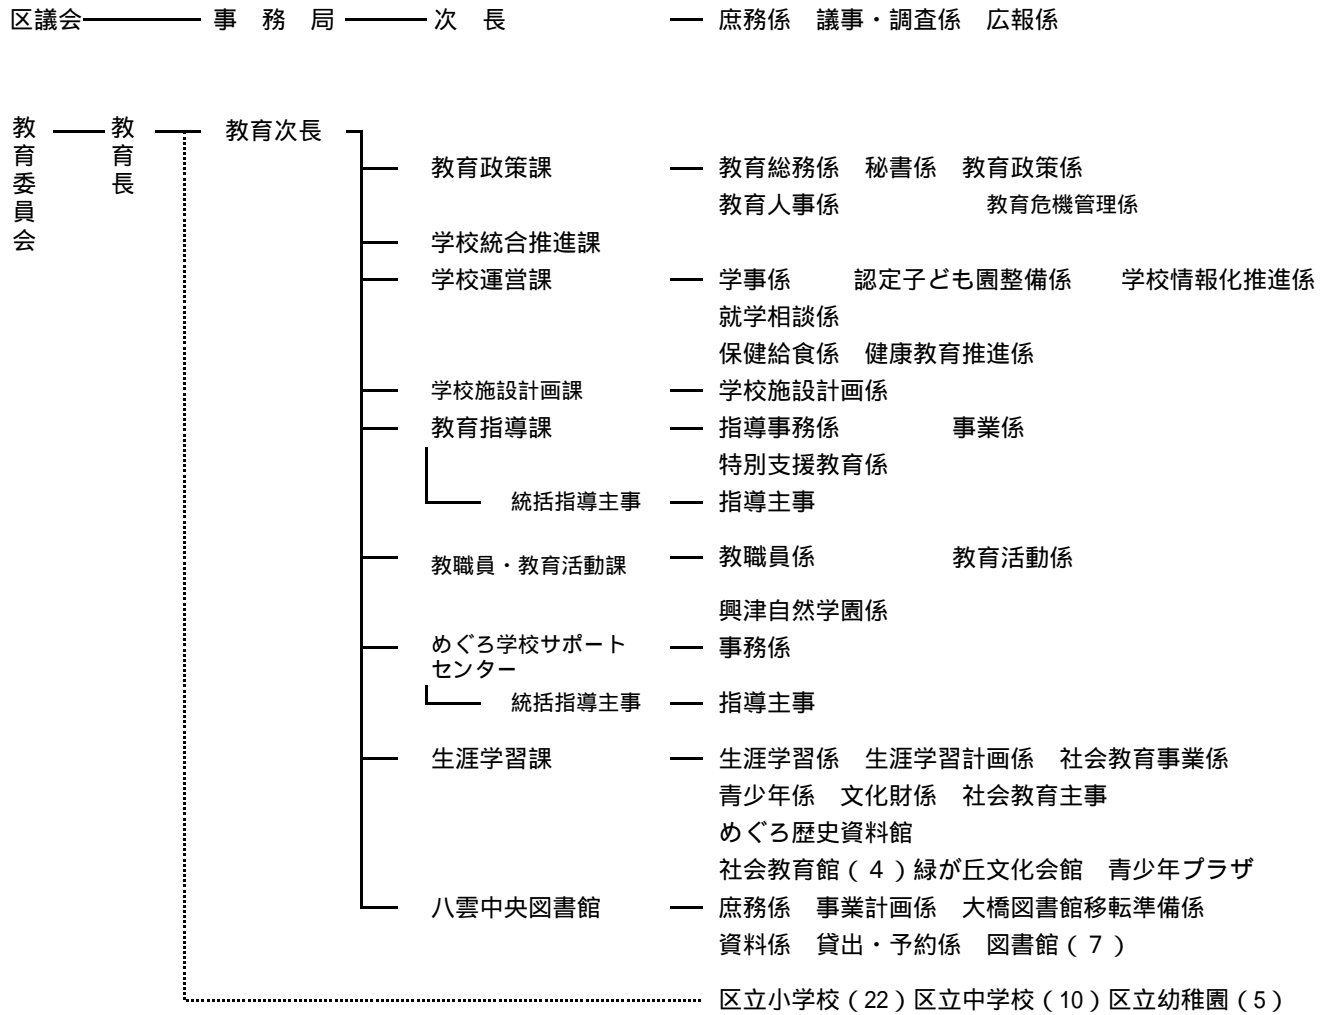 区議会 事　務　局 次　長 庶務係　議事・調査係　広報係
教育委員会 教育長 教育次長
教育政策課 教育総務係　秘書係　教育政策係
教育人事係 教育危機管理係
学校統合推進課
学校運営課 学事係 認定子ども園整備係 学校情報化推進係
就学相談係
保健給食係　健康教育推進係
学校施設計画課 学校施設計画係
教育指導課 指導事務係 事業係
特別支援教育係
統括指導主事 指導主事
教職員・教育活動課 教職員係 教育活動係
興津自然学園係
めぐろ学校サポート
センター 事務係
統括指導主事 指導主事
生涯学習課 生涯学習係　生涯学習計画係　社会教育事業係
青少年係　文化財係　社会教育主事
めぐろ歴史資料館
社会教育館（４）緑が丘文化会館　青少年プラザ
八雲中央図書館 庶務係　事業計画係　大橋図書館移転準備係
資料係　貸出・予約係　図書館（７）
区立小学校（22）区立中学校（10）区立幼稚園（5）